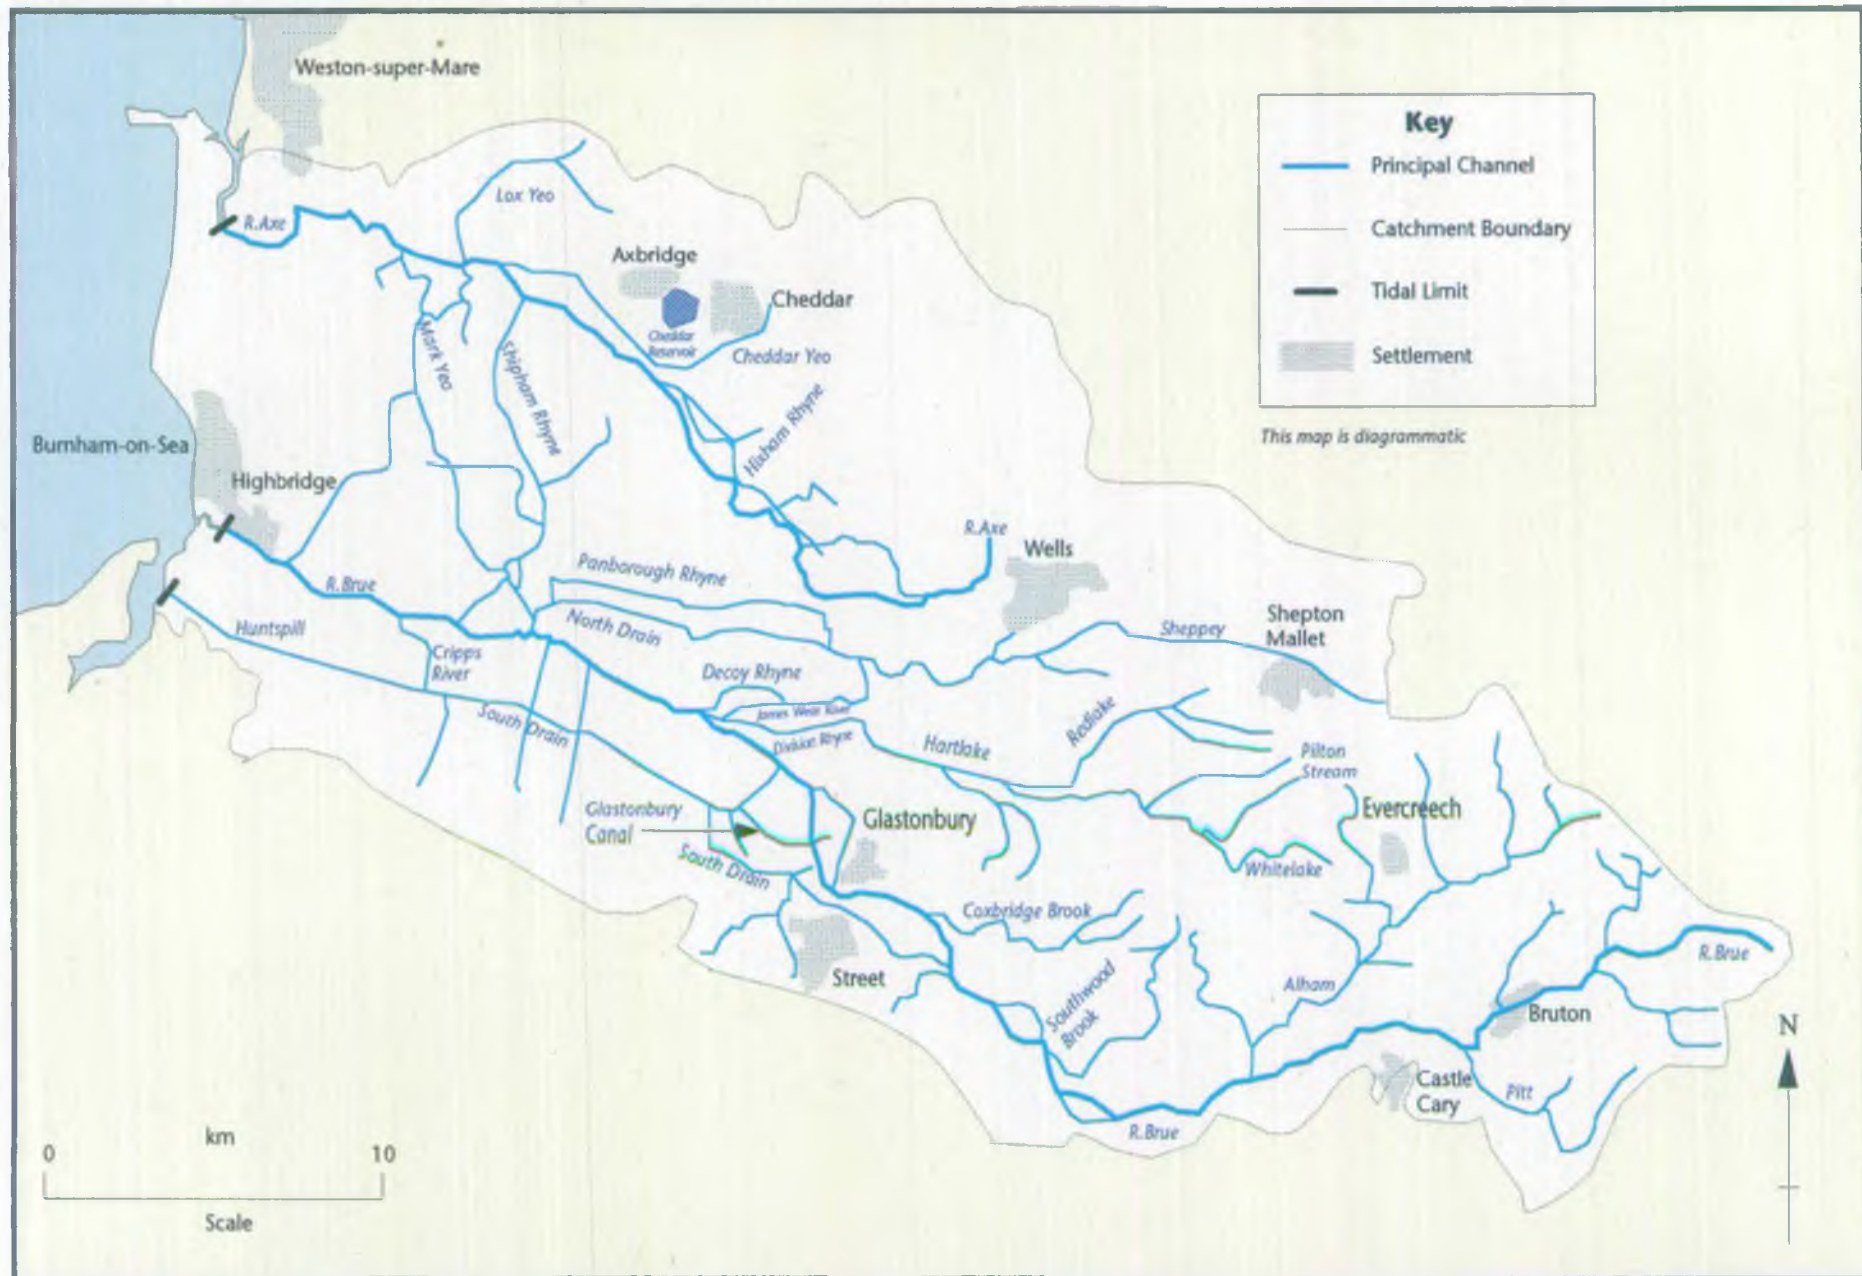 Weston-super-Mare
Key
Principal Channel
Catchment Boundary
Tidal Limit
Settlement
This map is diagrammatic
Lox Yeo
R.Axe
Axbridge
Cheddar
Cheddar
Reservoir
Cheddar Yeo
Mark Yeo
Shipham Rhyne
Hixham Rhyne
Burnham-on-Sea
Highbridge
R.Axe
Wells
Panborough Rhyne
R.Brue
North Drain
Huntspill
Cripps
River
Sheppey
Shepton
Mallet
Decoy Rhyne
James Wear River
Division Rhyne
South Drain
Hartlake
Redlake
Pilton
Stream
Glastonbury
Canal
Glastonbury
Evercreech
South Drain
Whitelake
Coxbridge Brook
Street
Southwood
Brook
Alham
R.Brue
Bruton
Castle
Cary
Pitt
R.Brue
N
km
0 10
Scale